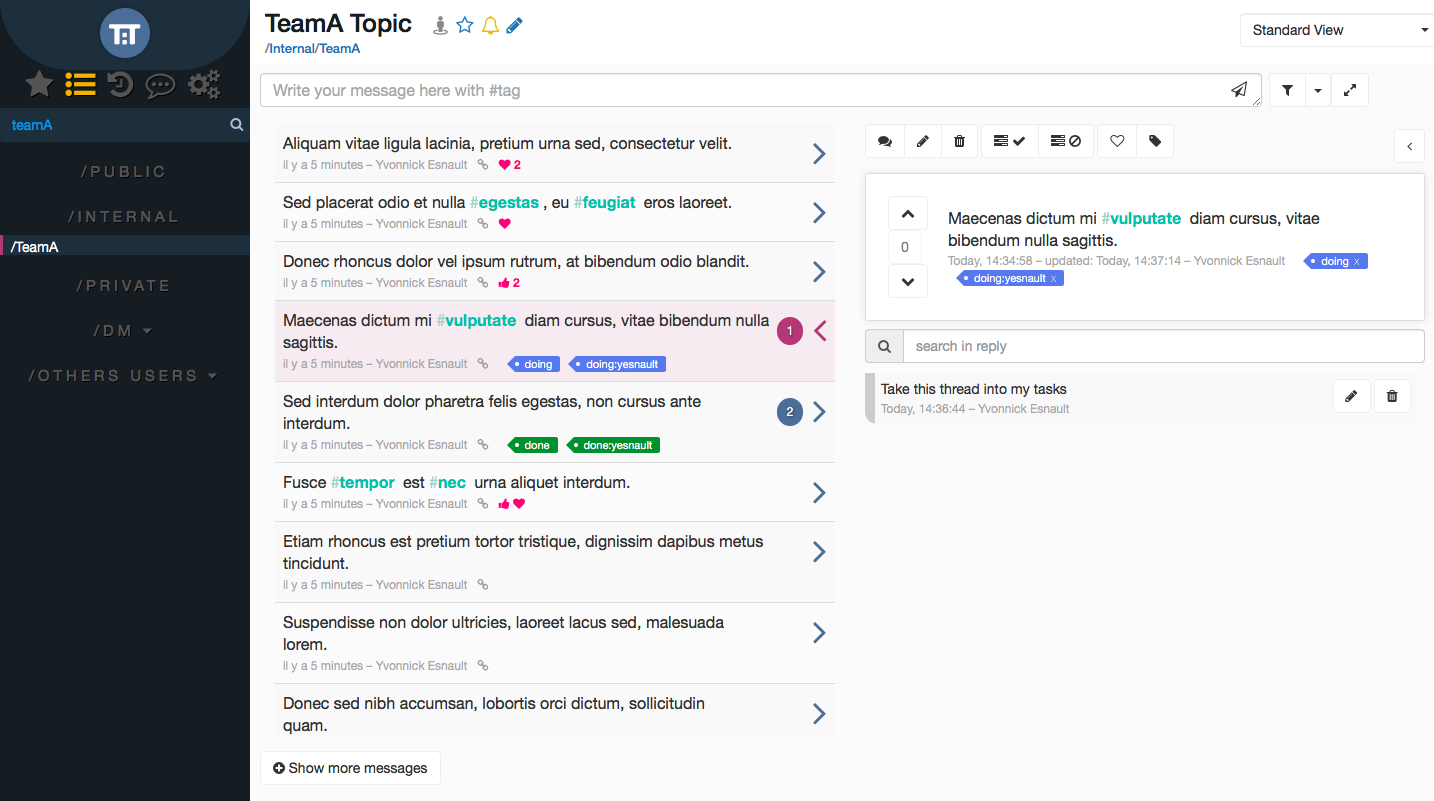 TAT
teamA
/PUBLIC
/INTERNAL
/TeamA
/PRIVATE
/DM
/OTHERS USERS
TeamA Topic
/Internal/TeamA
Standard View
Write your message here with #tag
Aliquam vitae ligula lacinia, pretium urna sed, consectetur velit.
il y a 5 minutes – Yvonnick Esnault 2
Sed placerat odio et nulla #egestas , eu #feugiat eros laoreet.
il y a 5 minutes – Yvonnick Esnault
Donec rhoncus dolor vel ipsum rutrum, at bibendum odio blandit.
il y a 5 minutes – Yvonnick Esnault 2
Maecenas dictum mi #vulputate diam cursus, vitae bibendum nulla
sagittis.
1
il y a 5 minutes – Yvonnick Esnault doing doing:yesnault
Sed interdum dolor pharetra felis egestas, non cursus ante
interdum.
2
il y a 5 minutes – Yvonnick Esnault done done:yesnault
Fusce #tempor est #nec urna aliquet interdum.
il y a 5 minutes – Yvonnick Esnault
Etiam rhoncus est pretium tortor tristique, dignissim dapibus metus
tincidunt.
il y a 5 minutes – Yvonnick Esnault
Suspendisse non dolor ultricies, laoreet lacus sed, malesuada
lorem.
il y a 5 minutes – Yvonnick Esnault
Donec sed nibh accumsan, lobortis orci dictum, sollicitudin
quam.
Show more messages
0
Maecenas dictum mi #vulputate diam cursus, vitae
bibendum nulla sagittis.
Today, 14:34:58 – updated: Today, 14:37:14 – Yvonnick Esnault doing x
doing:yesnault x
search in reply
Take this thread into my tasks
Today, 14:36:44 – Yvonnick Esnault